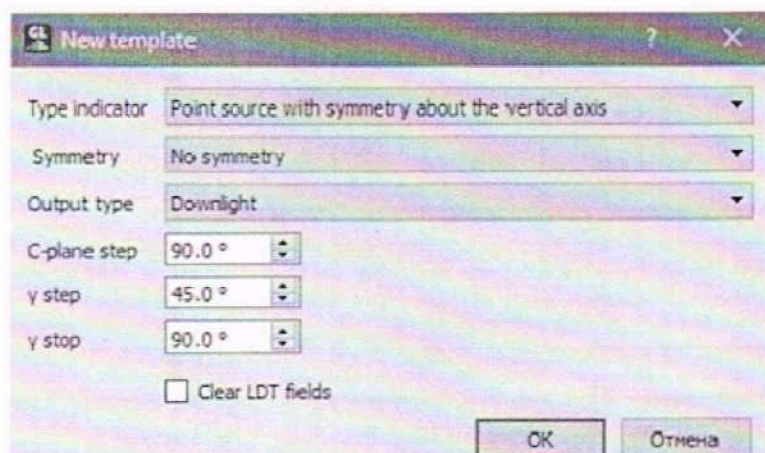 GL
New template ? ×
Type indicator Point source with symmetry about the vertical axis
Symmetry No symmetry
Output type Downlight
C-plane step 90.0 °
γ step 45.0 °
γ stop 90.0 °
Clear LDT fields
OK Отмена